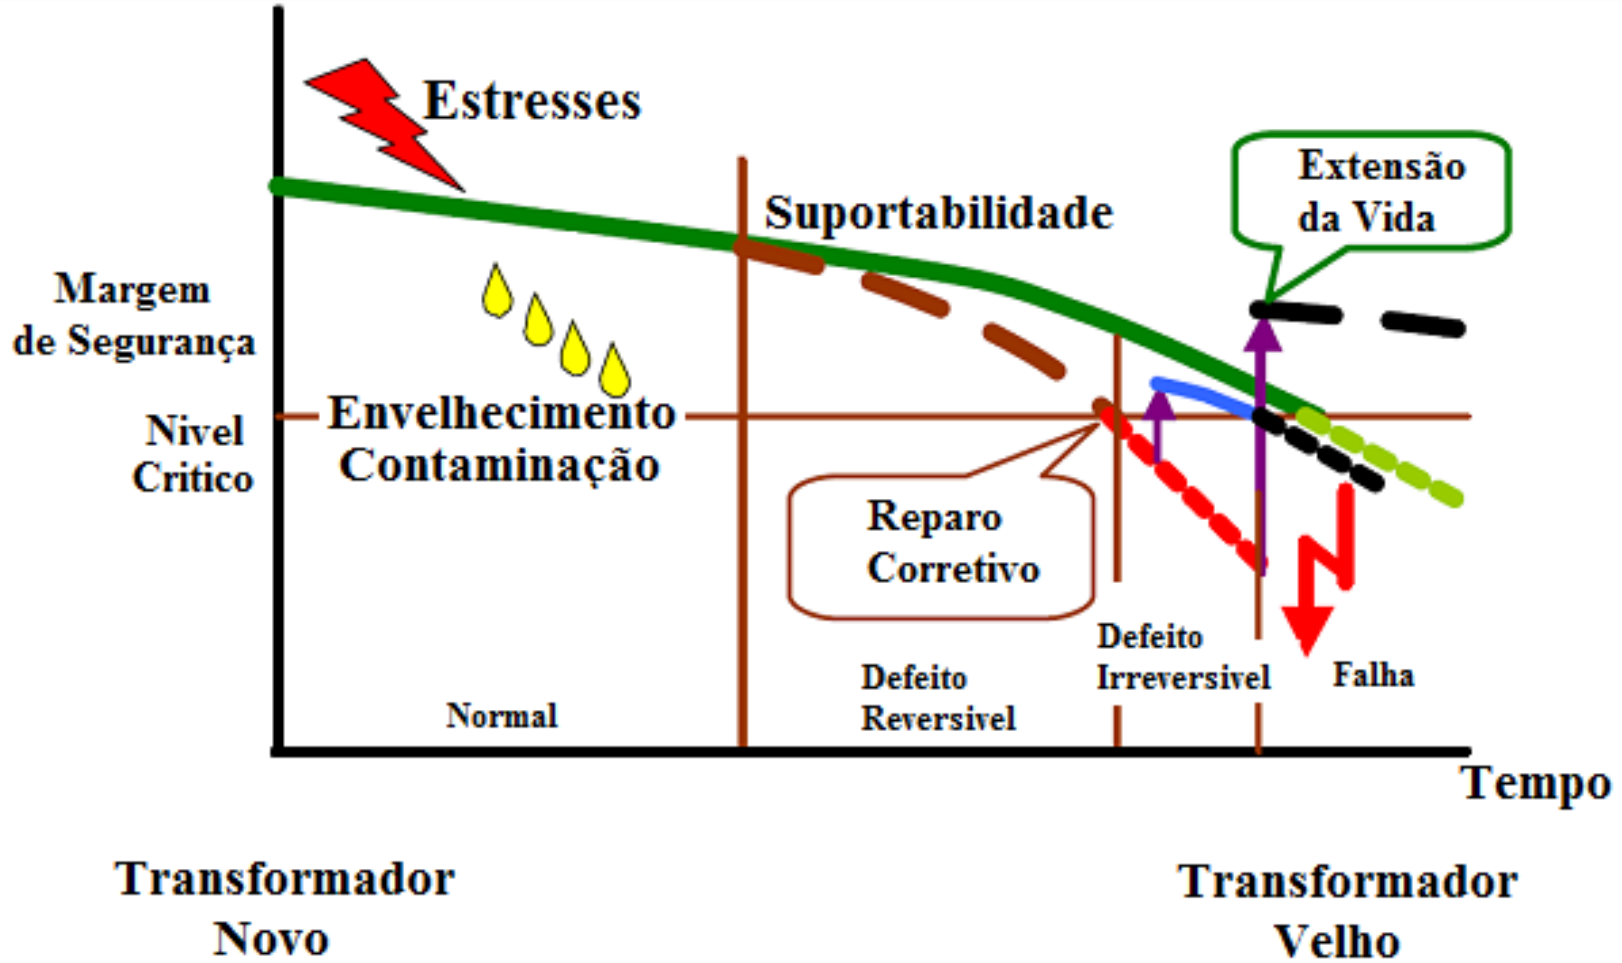 Estresses
Extensão
da Vida
Suportabilidade
Margem
de Segurança
Envelhecimento
Contaminação
Nivel
Critico
Reparo
Corretivo
Defeito
Irreversivel
Falha
Defeito
Reversivel
Normal
Tempo
Transformador
Novo
Transformador
Velho